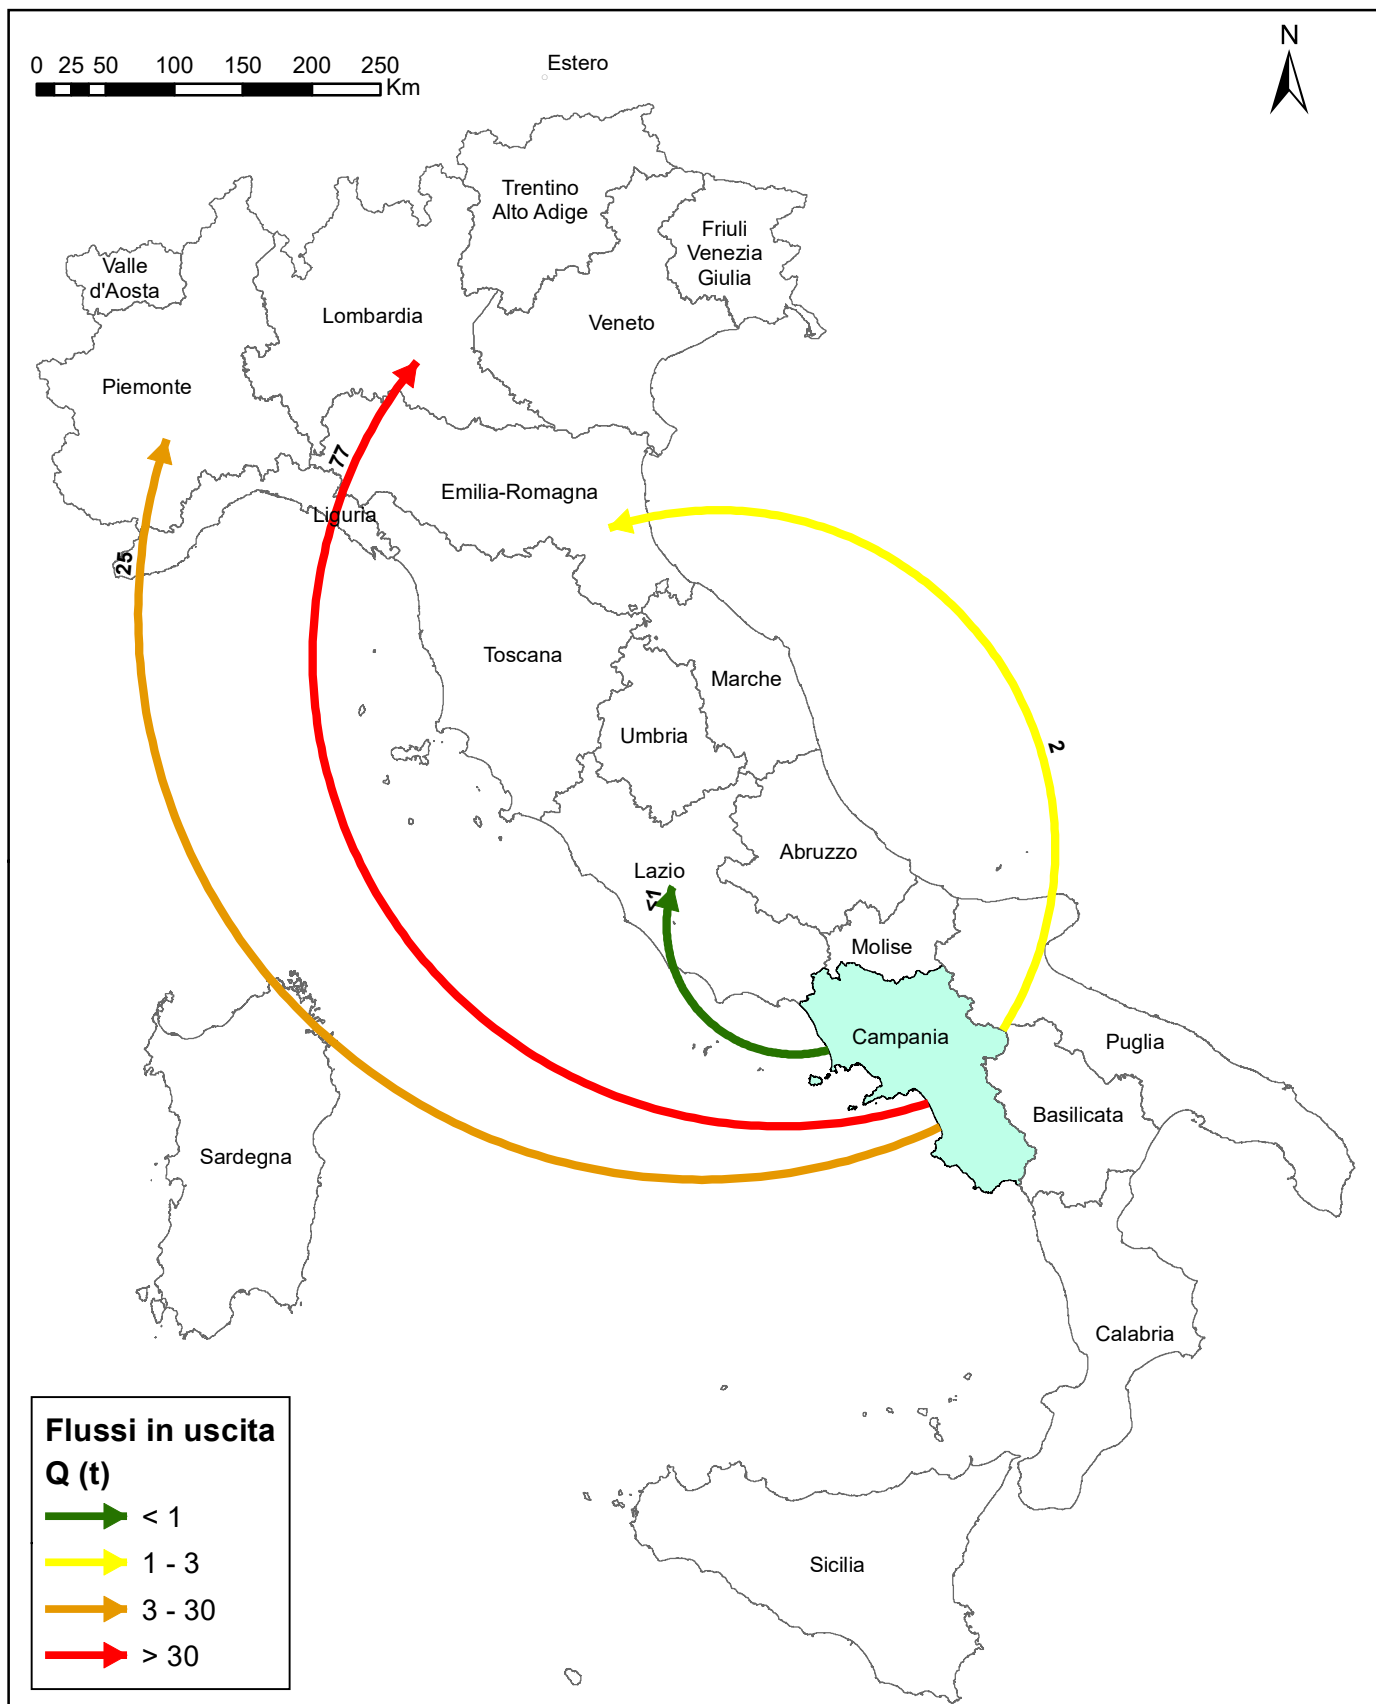 0 25 50 100 150 200 250
Km
Estero
N
Trentino
Alto Adige
Friuli
Venezia
Giulia
Valle
d'Aosta
Lombardia
Veneto
Piemonte
77
Emilia-Romagna
Liguria
25
Toscana
Marche
Umbria
2
Abruzzo
Lazio
<1
Molise
Campania
Puglia
Basilicata
Sardegna
Calabria
Sicilia
Flussi in uscita
Q (t)
< 1
1 - 3
3 - 30
> 30